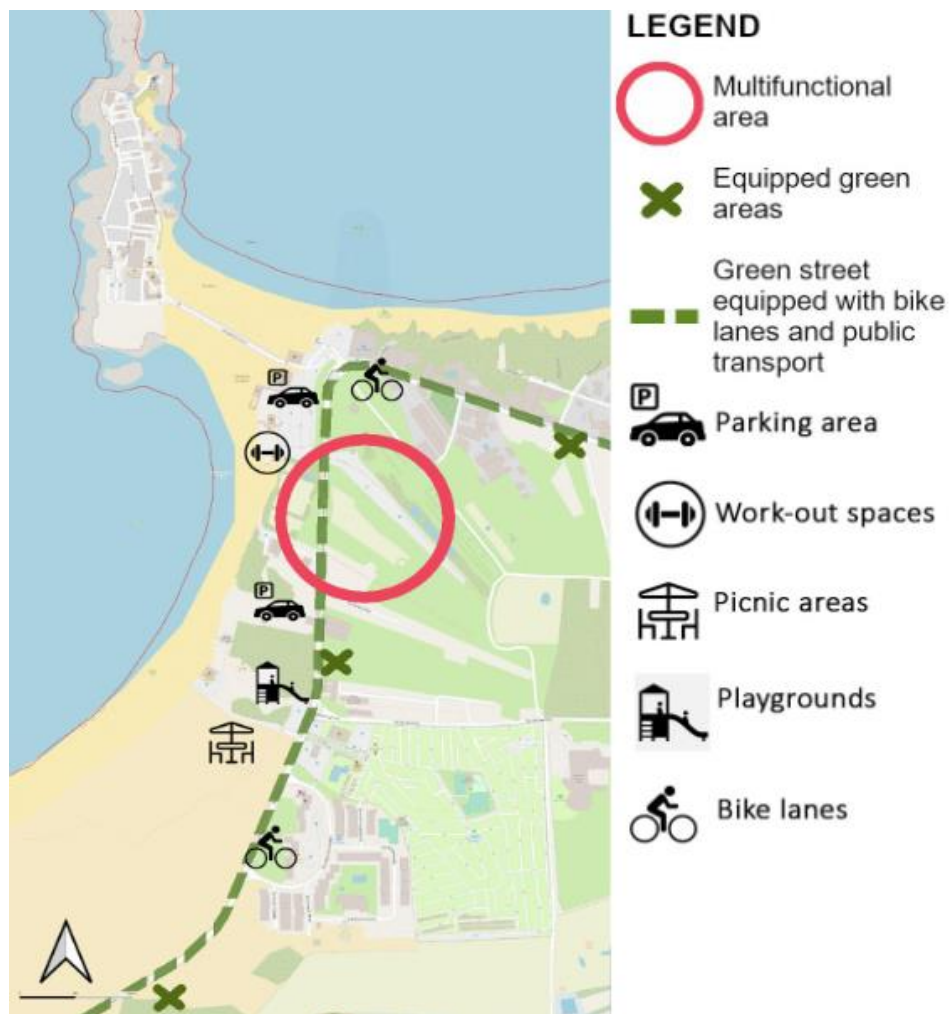 LEGEND
Multifunctional
area
Equipped green
areas
Green street
equipped with bike
lanes and public
transport
P
Parking area
Work-out spaces
Picnic areas
Playgrounds
Bike lanes
P
P